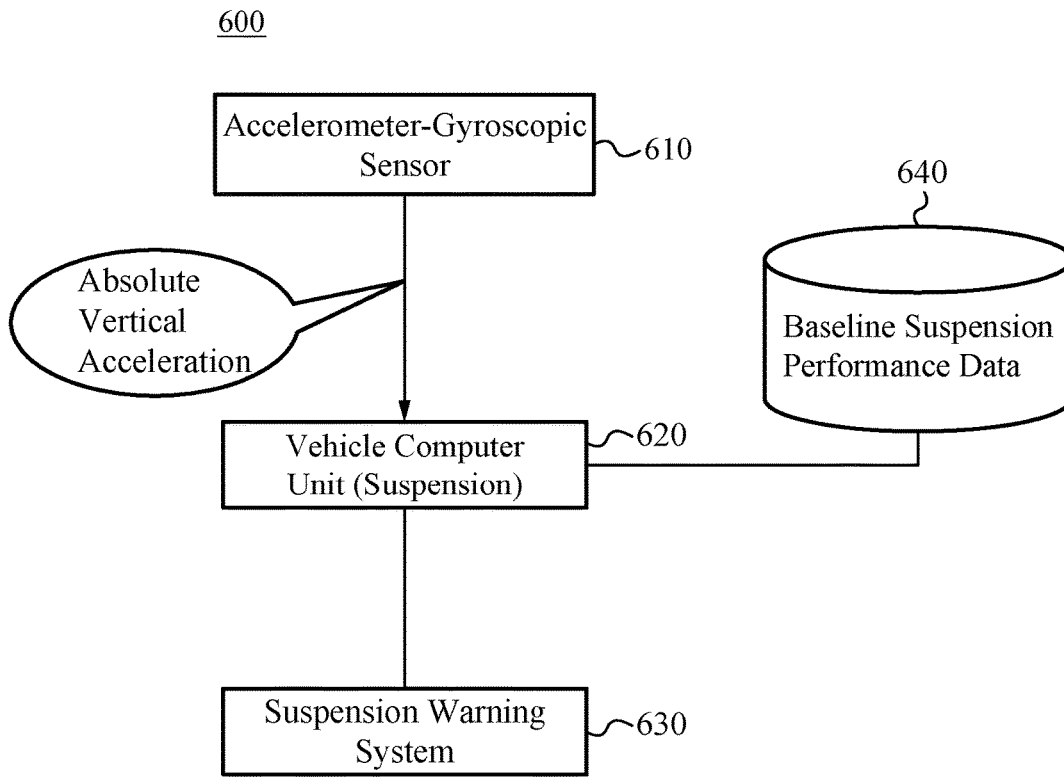 600
Accelerometer-Gyroscopic
Sensor
610
640
Absolute
Vertical
Acceleration
Baseline Suspension
Performance Data
Vehicle Computer
Unit (Suspension)
620
Suspension Warning
System
630